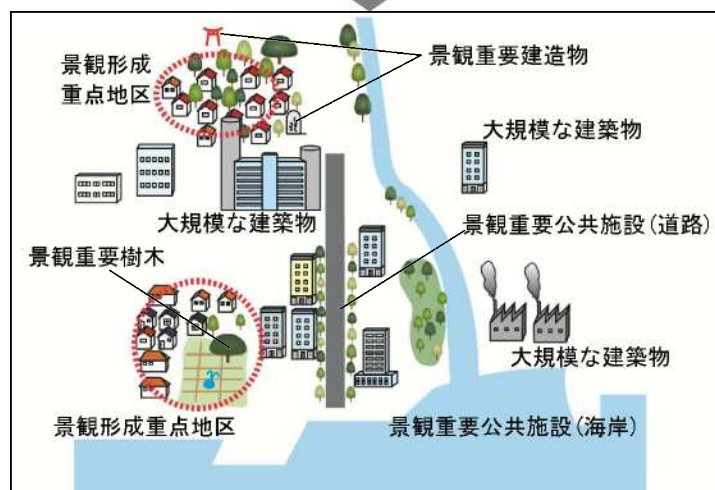 景観重要建造物
景観形成
重点地区
大規模な建築物
大規模な建築物
景観重要公共施設(道路)
景観重要樹木
大規模な建築物
景観形成重点地区
景観重要公共施設(海岸)